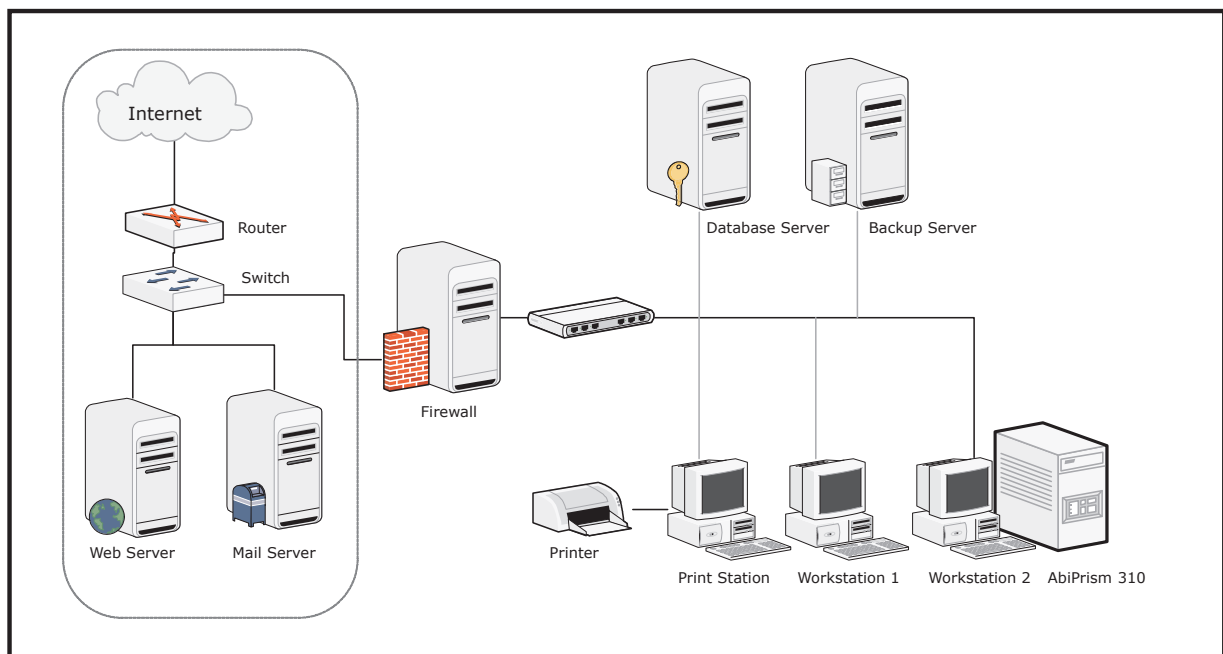 Internet
Router
Switch
Database Server
Backup Server
Firewall
Web Server
Mail Server
Printer
Print Station
Workstation 1
Workstation 2
AbiPrism 310